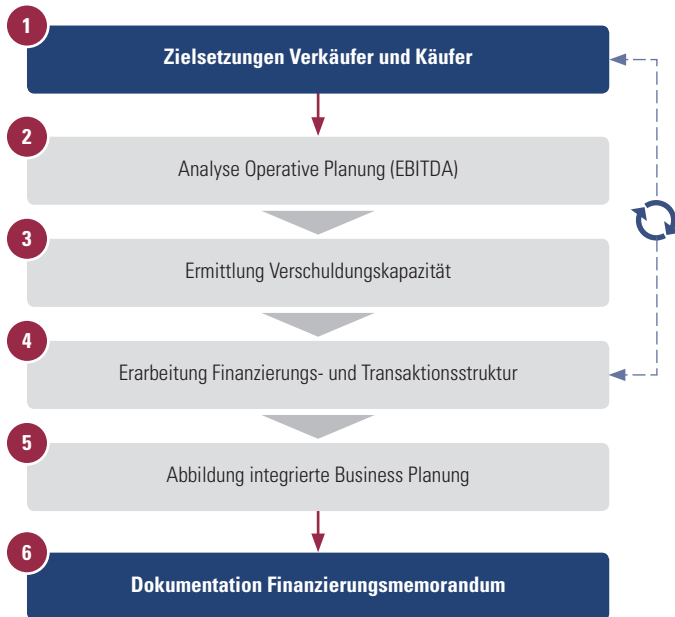 1
Zielsetzungen Verkäufer und Käufer
2
Analyse Operative Planung (EBITDA)
3
Ermittlung Verschuldungskapazität
4
Erarbeitung Finanzierungs- und Transaktionsstruktur
5
Abbildung integrierte Business Planung
6
Dokumentation Finanzierungsmemorandum